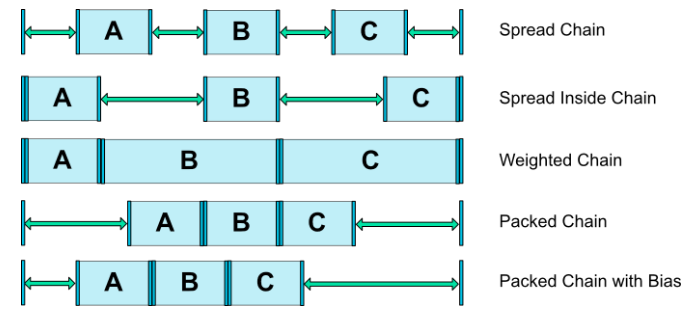 A B C Spread Chain
A B C Spread Inside Chain
A B C Weighted Chain
A B C Packed Chain
A B C Packed Chain with Bias